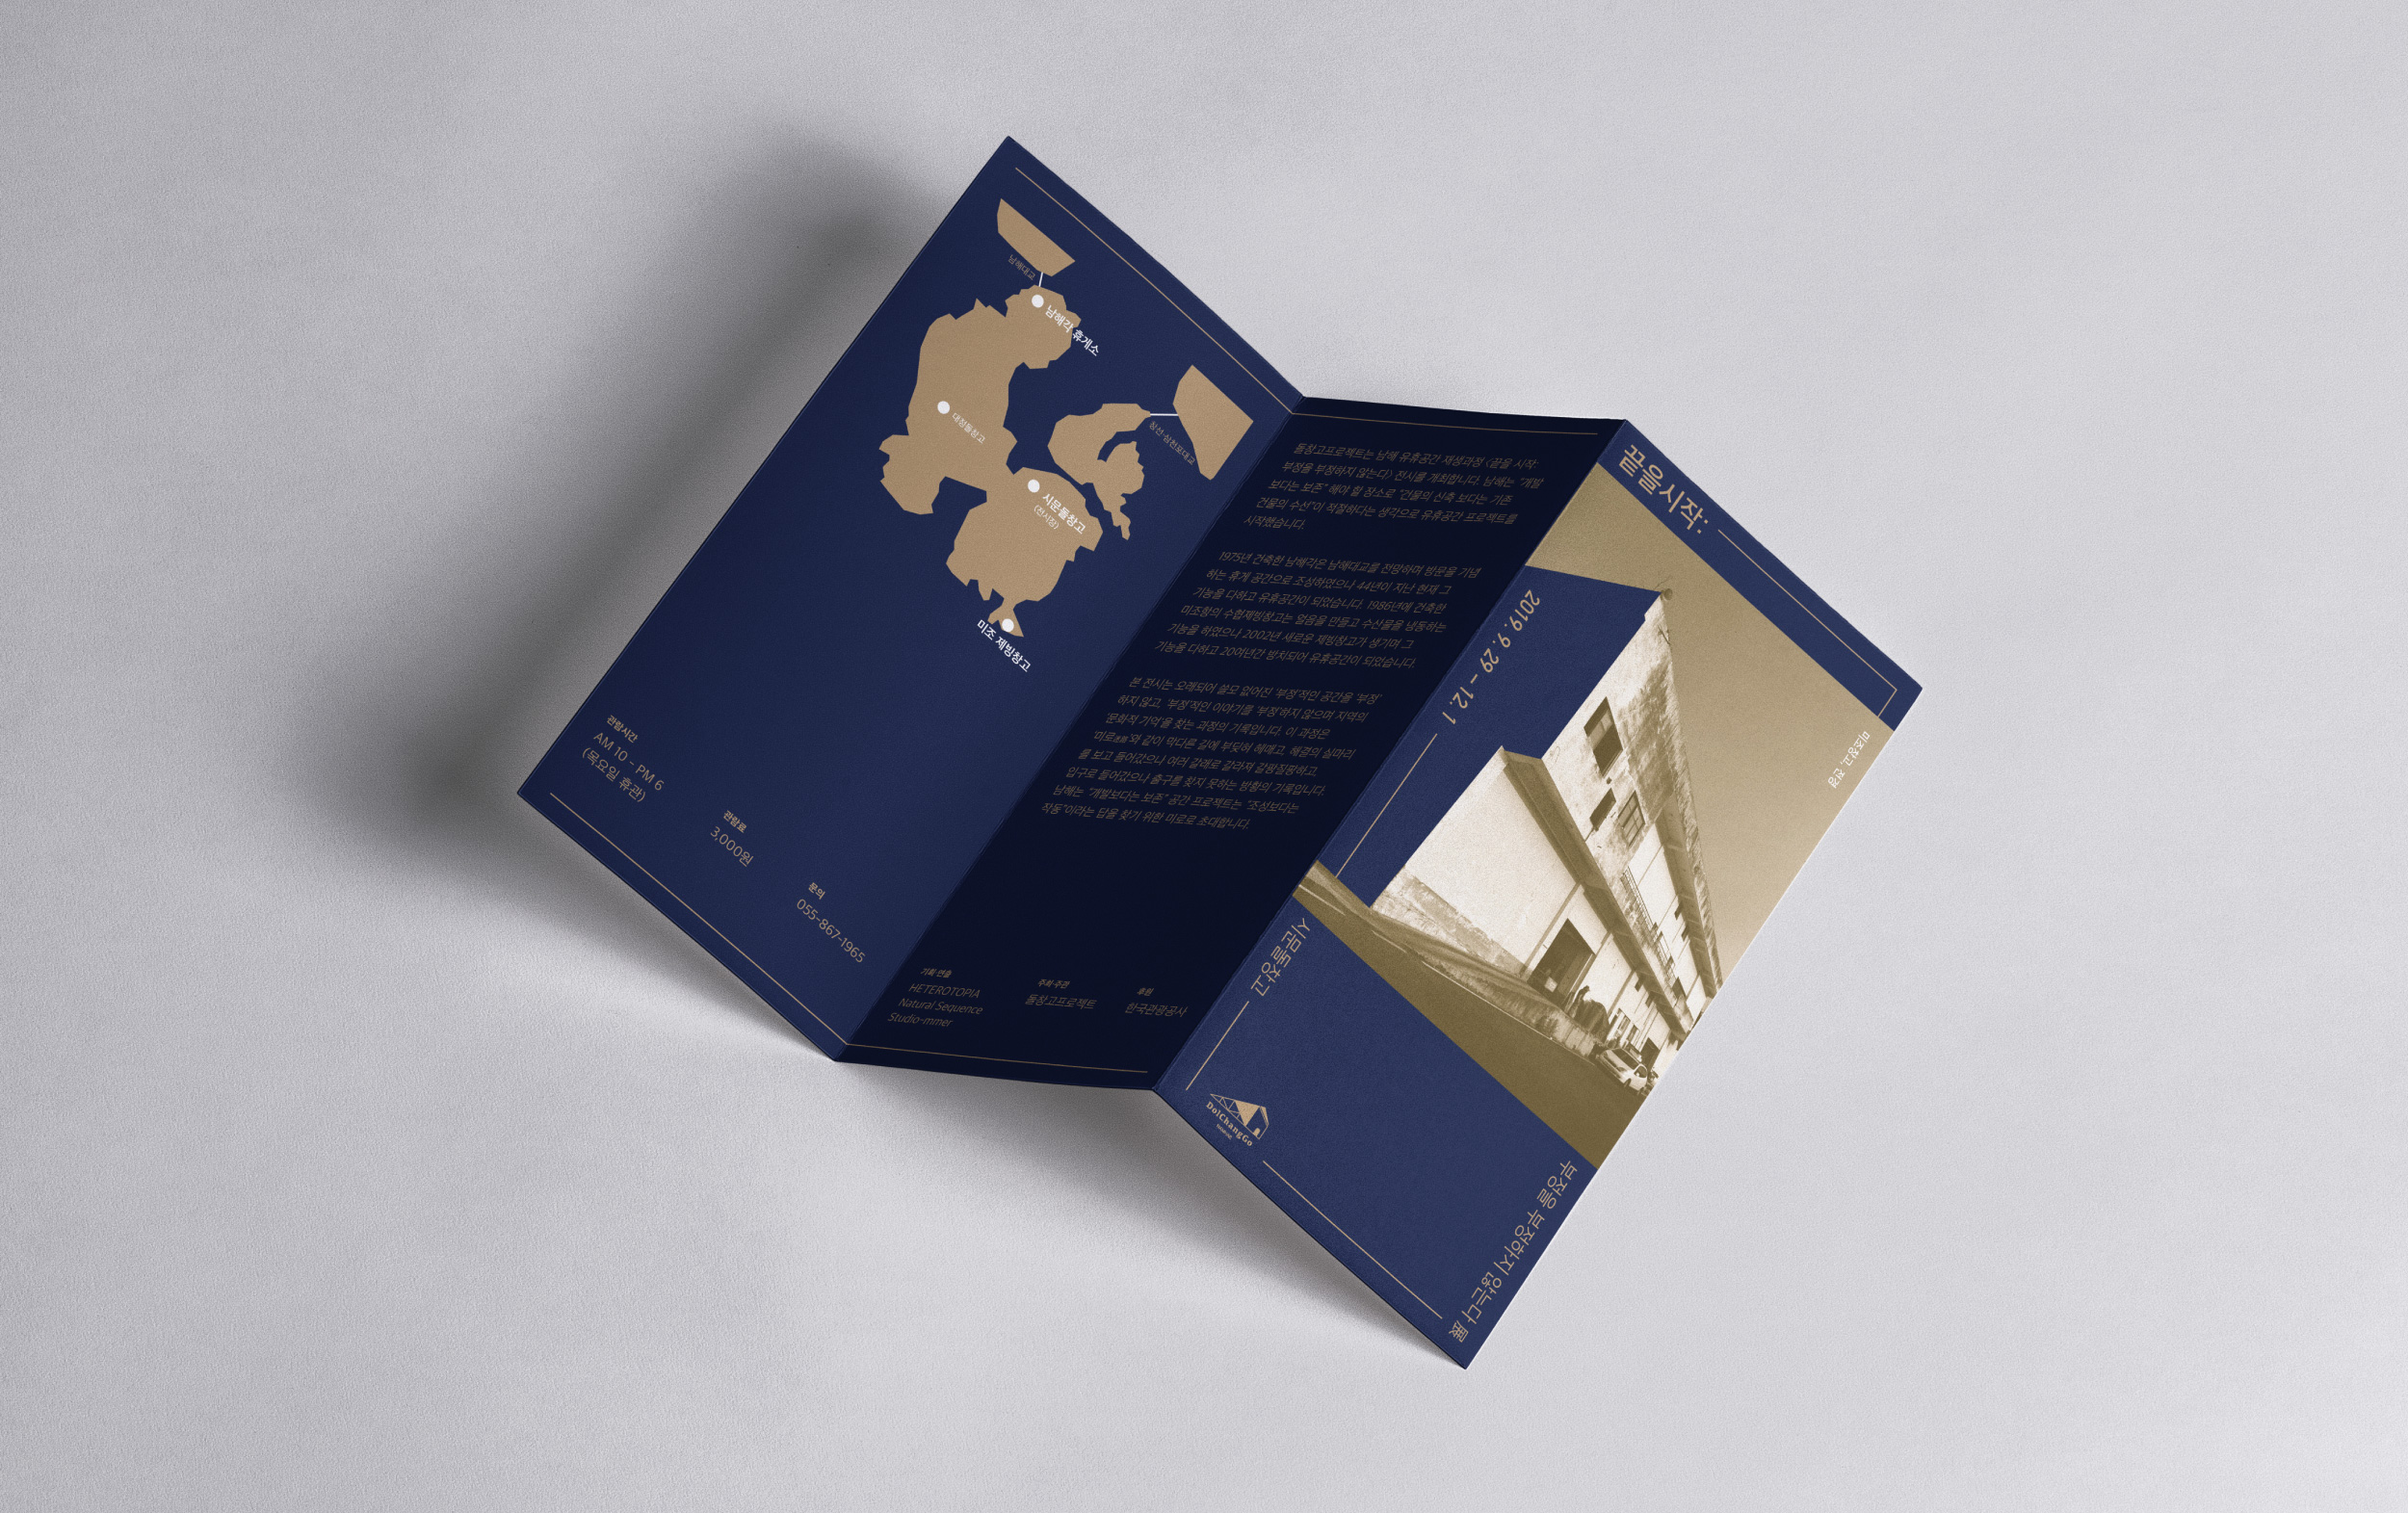 남해대교
남해각 휴게소
대정돌창고
창선·삼천포대교
시문돌창고
(전시장)
미조 제빙창고
관람시간
AM 10 - PM 6
(목요일 휴관)
관람료
3,000원
문의
055-867-1965
돌창고프로젝트는 남해 유휴공간 재생과정 <끝을 시작:
부정을 부정하지 않는다> 전시를 개최합니다. 남해는 "개발
보다는 보존" 해야 할 장소로 "건물의 신축 보다는 기존
건물의 수선"이 적절하다는 생각으로 유휴공간 프로젝트를
시작했습니다.
1975년 건축한 남해각은 남해대교를 전망하며 방문을 기념
하는 휴게 공간으로 조성하였으나 44년이 지난 현재 그
기능을 다하고 유휴공간이 되었습니다. 1986년에 건축한
미조항의 수협제빙창고는 얼음을 만들고 수산물을 냉동하는
기능을 하였으나 2002년 새로운 제빙창고가 생기며 그
기능을 다하고 20여년간 방치되어 유휴공간이 되었습니다.
본 전시는 오래되어 쓸모 없어진 '부정'적인 공간을 '부정'
하지 않고, '부정'적인 이야기를 '부정'하지 않으며 지역의
'문화적 기억'을 찾는 과정의 기록입니다. 이 과정은
'미로'와 같이 막다른 길에 부딪혀 헤매고, 해결의 실마리
를 보고 들어갔으나 여러 갈래로 갈라져 갈팡질팡하고,
입구로 들어갔으나 출구를 찾지 못하는 방황의 기록입니다.
남해는 "개발보다는 보존" 공간 프로젝트는 "조성보다는
작동"이라는 답을 찾기 위한 미로로 초대합니다.
기획·연출
HETEROTOPIA
Natural Sequence
Studio-mmer
주최·주관
돌창고프로젝트
후원
한국관광공사
끝을시작:
2019. 9. 29 - 12. 1
미조창고, 전경
시문돌창고
DolChangGo
부정을 부정하지 않는다 展